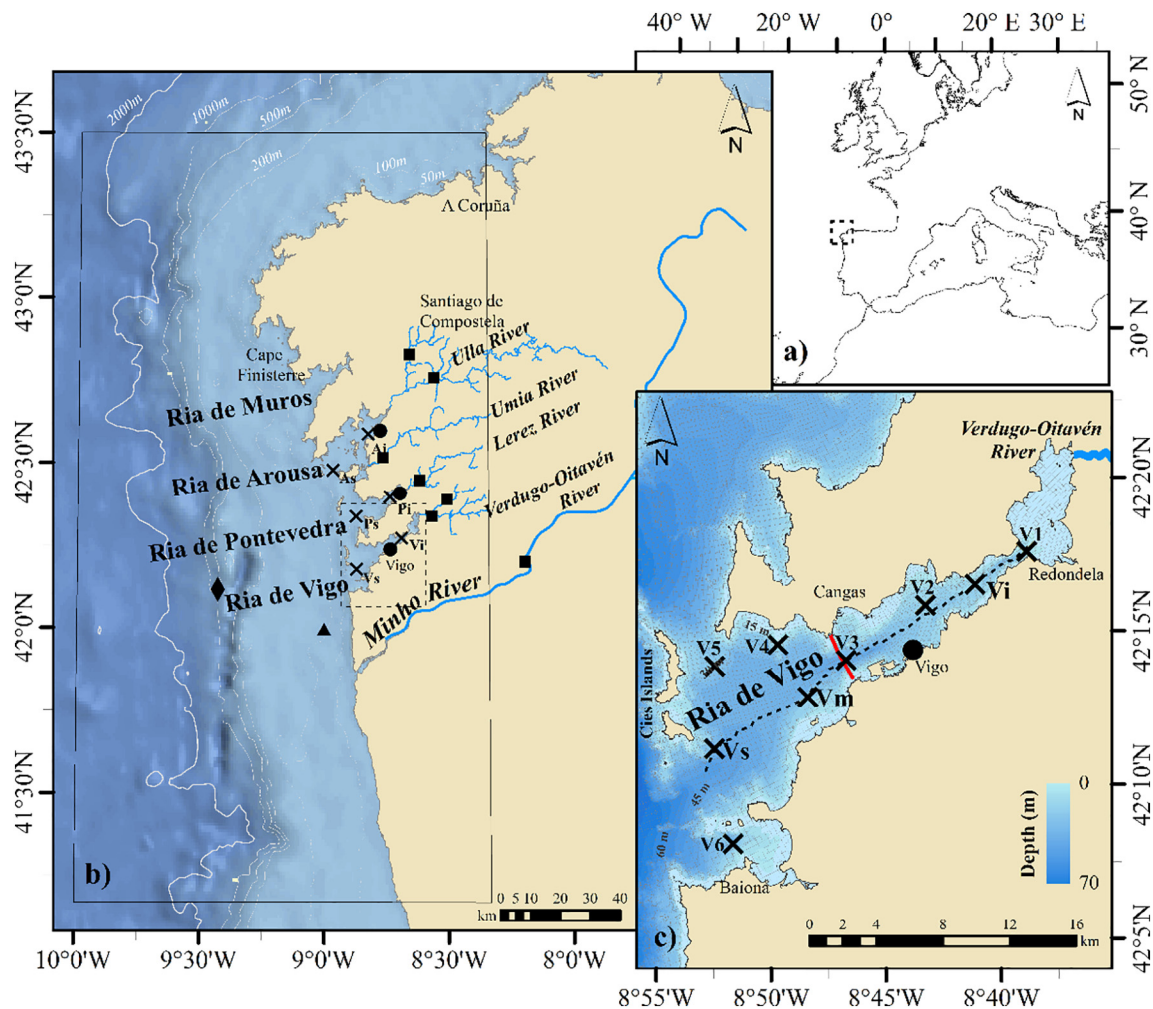 40° W
20° W
0°
20° E
30° E
50° N
40° N
30° N
N
a)
43°30'N
43°0'N
42°30'N
42°0'N
41°30'N
2000m
1000m
500m
200m
100m
50m
N
A Coruña
Santiago de
Compostela
Cape
Finisterre
Ulla River
Umia River
Lerez River
Verdugo-Oitavén
River
Minho River
Ria de Muros
Ria de Arousa
Ria de Pontevedra
Ria de Vigo
Ai
As
Pi
Ps
Vi
Vigo
Vs
b)
0 5 10 20 30 40
km
10°0'W
9°30'W
9°0'W
8°30'W
8°0'W
N
Verdugo-Oitavén
River
V1
Redondela
Vi
V2
Cangas
V3
Vigo
15 m
V4
V5
Ria de Vigo
Vm
Cies Islands
Vs
45 m
60 m
V6
Baiona
0
Depth (m)
70
c)
0 2 4 8 12 16
km
42°20'N
42°15'N
42°10'N
42°5'N
8°55'W
8°50'W
8°45'W
8°40'W